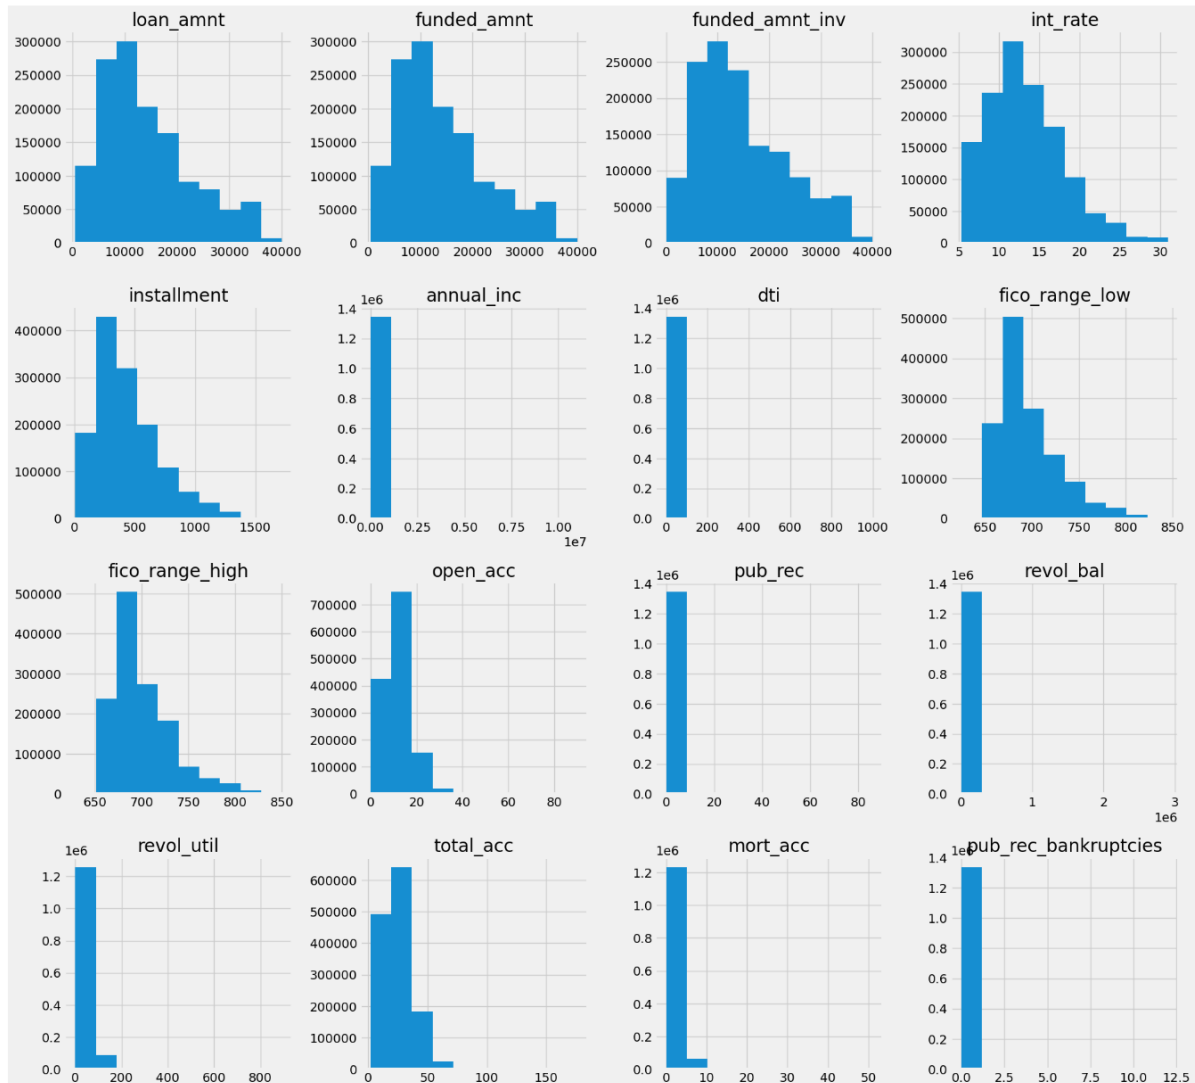 loan_amnt
300000
250000
200000
150000
100000
50000
0
0 10000 20000 30000 40000
funded_amnt
300000
250000
200000
150000
100000
50000
0
0 10000 20000 30000 40000
funded_amnt_inv
250000
200000
150000
100000
50000
0
0 10000 20000 30000 40000
int_rate
300000
250000
200000
150000
100000
50000
0
5 10 15 20 25 30
installment
400000
300000
200000
100000
0
0 500 1000 1500
annual_inc
1e6
1.4
1.2
1.0
0.8
0.6
0.4
0.2
0.0
0.00 0.25 0.50 0.75 1.00
1e7
dti
1e6
1.4
1.2
1.0
0.8
0.6
0.4
0.2
0.0
0 200 400 600 800 1000
fico_range_low
500000
400000
300000
200000
100000
0
650 700 750 800 850
fico_range_high
500000
400000
300000
200000
100000
0
650 700 750 800 850
open_acc
700000
600000
500000
400000
300000
200000
100000
0
0 20 40 60 80
pub_rec
1e6
1.4
1.2
1.0
0.8
0.6
0.4
0.2
0.0
0 20 40 60 80
revol_bal
1e6
1.4
1.2
1.0
0.8
0.6
0.4
0.2
0.0
0 1 2 3
1e6
revol_util
1e6
1.2
1.0
0.8
0.6
0.4
0.2
0.0
0 200 400 600 800
total_acc
600000
500000
400000
300000
200000
100000
0
0 50 100 150
mort_acc
1e6
1.2
1.0
0.8
0.6
0.4
0.2
0.0
0 10 20 30 40 50
pub_rec_bankruptcies
1e6
1.4
1.2
1.0
0.8
0.6
0.4
0.2
0.0
0.0 2.5 5.0 7.5 10.0 12.5